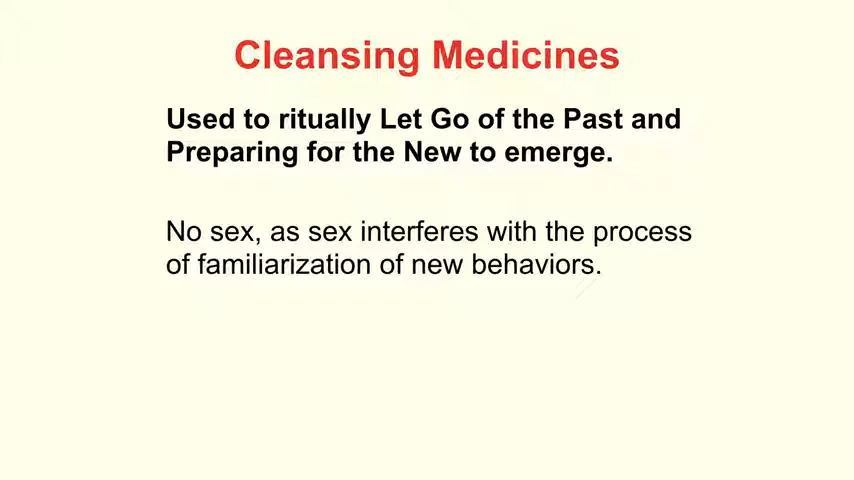 Cleansing Medicines
Used to ritually Let Go of the Past and
Preparing for the New to emerge.
No sex, as sex interferes with the process
of familiarization of new behaviors.